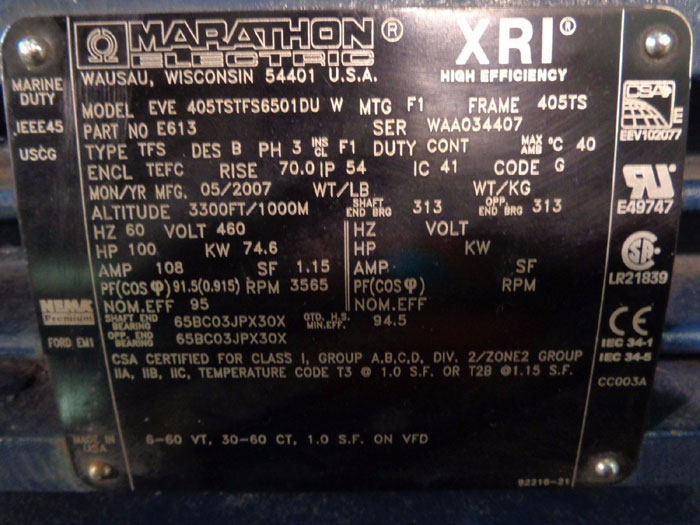 MARATHON® XRI®
ELECTRIC
WAUSAU, WISCONSIN 54401 U.S.A. HIGH EFFICIENCY
MARINE DUTY
IEEE45
USCG
MODEL EVE 405TSTFS6501DU W MTG F1 FRAME 405TS
PART NO E613 SER WAA034407
TYPE TFS DES B PH 3 INS CL F1 DUTY CONT MAX AMB °C 40
ENCL TEFC RISE 70.0 IP 54 IC 41 CODE G
MON/YR MFG. 05/2007 WT/LB WT/KG
ALTITUDE 3300FT/1000M SHAFT END BRG 313 OPP. END BRG 313
HZ 60 VOLT 460 HZ VOLT
HP 100 KW 74.6 HP KW
AMP 108 SF 1.15 AMP SF
PF(COS φ) 91.5(0.915) RPM 3565 PF(COS φ) RPM
NOM.EFF 95 NOM.EFF
SHAFT END BEARING 65BC03JPX30X GTD. H.S. MIN.EFF. 94.5
OPP. END BEARING 65BC03JPX30X
CSA CERTIFIED FOR CLASS I, GROUP A,B,C,D, DIV. 2/ZONE2 GROUP
IIA, IIB, IIC, TEMPERATURE CODE T3 @ 1.0 S.F. OR T2B @1.15 S.F.
6-60 VT, 30-60 CT, 1.0 S.F. ON VFD
92316-21
NEMA
Premium
FORD EM1
MADE IN
USA
CSA
E
EEV102077
E49747
LR21839
CE
IEC 34-1
IEC 34-5
CC003A